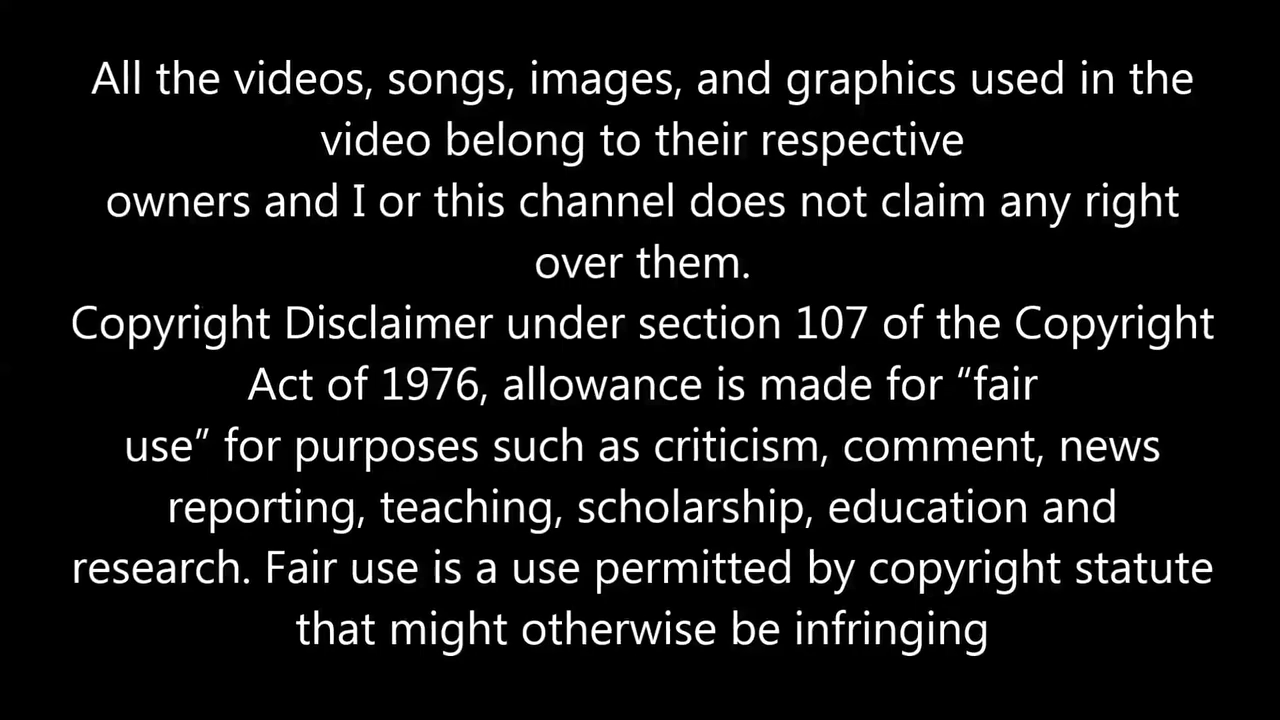 All the videos, songs, images, and graphics used in the
video belong to their respective
owners and I or this channel does not claim any right
over them.
Copyright Disclaimer under section 107 of the Copyright
Act of 1976, allowance is made for “fair
use” for purposes such as criticism, comment, news
reporting, teaching, scholarship, education and
research. Fair use is a use permitted by copyright statute
that might otherwise be infringing